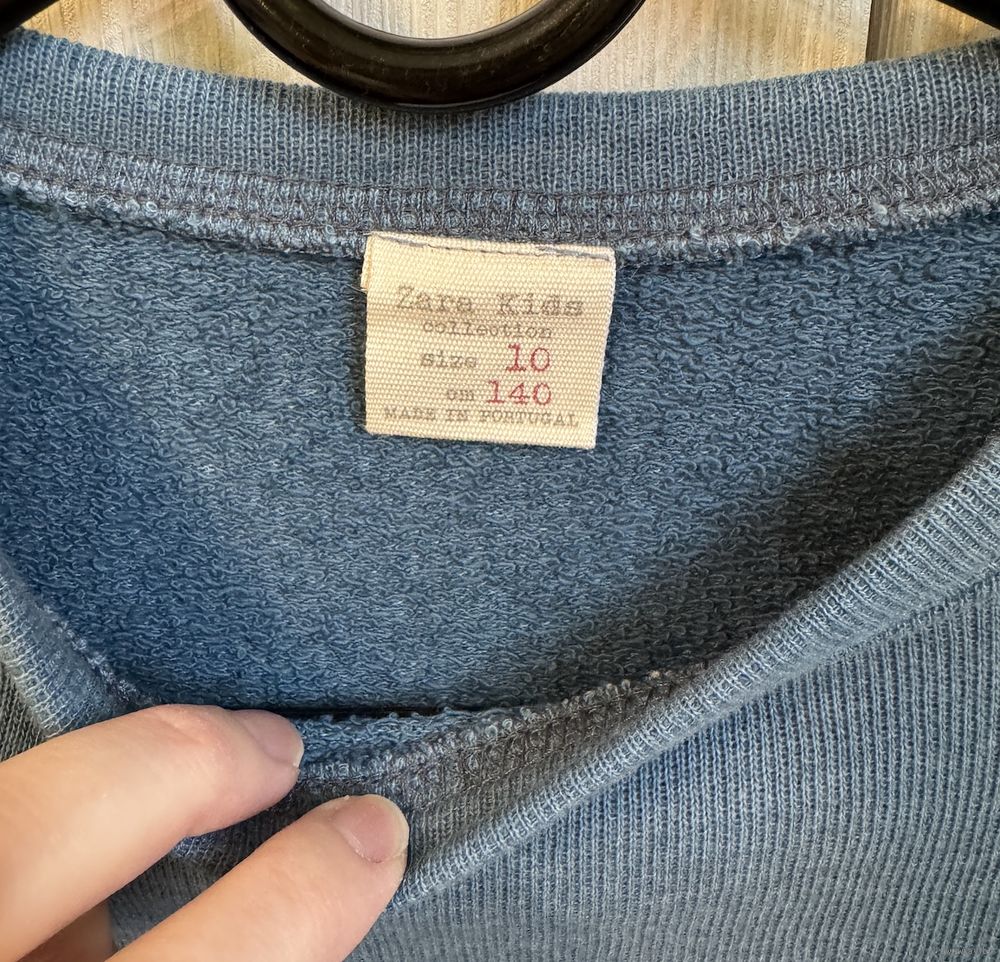 Zara Kids
collection
size 10
cm 140
MADE IN PORTUGAL